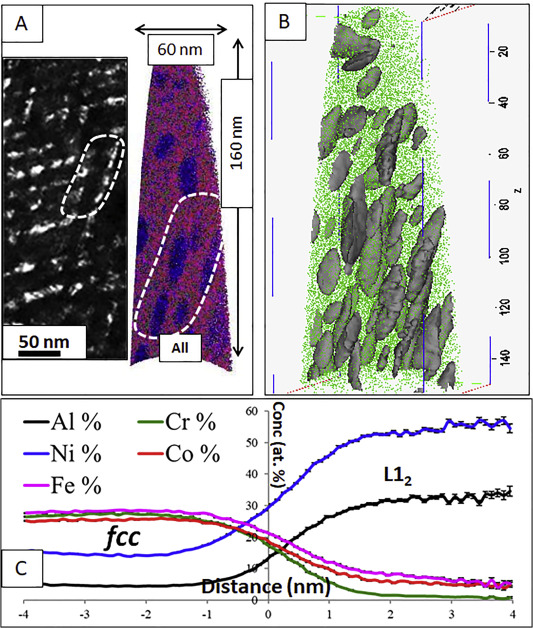 A
60 nm
160 nm
50 nm
All
B
20
40
60
80
100
120
140
z
Al %
Cr %
Ni %
Co %
Fe %
Conc (at. %)
60
50
40
30
20
10
0
L1₂
fcc
C
Distance (nm)
-4
-3
-2
-1
0
1
2
3
4